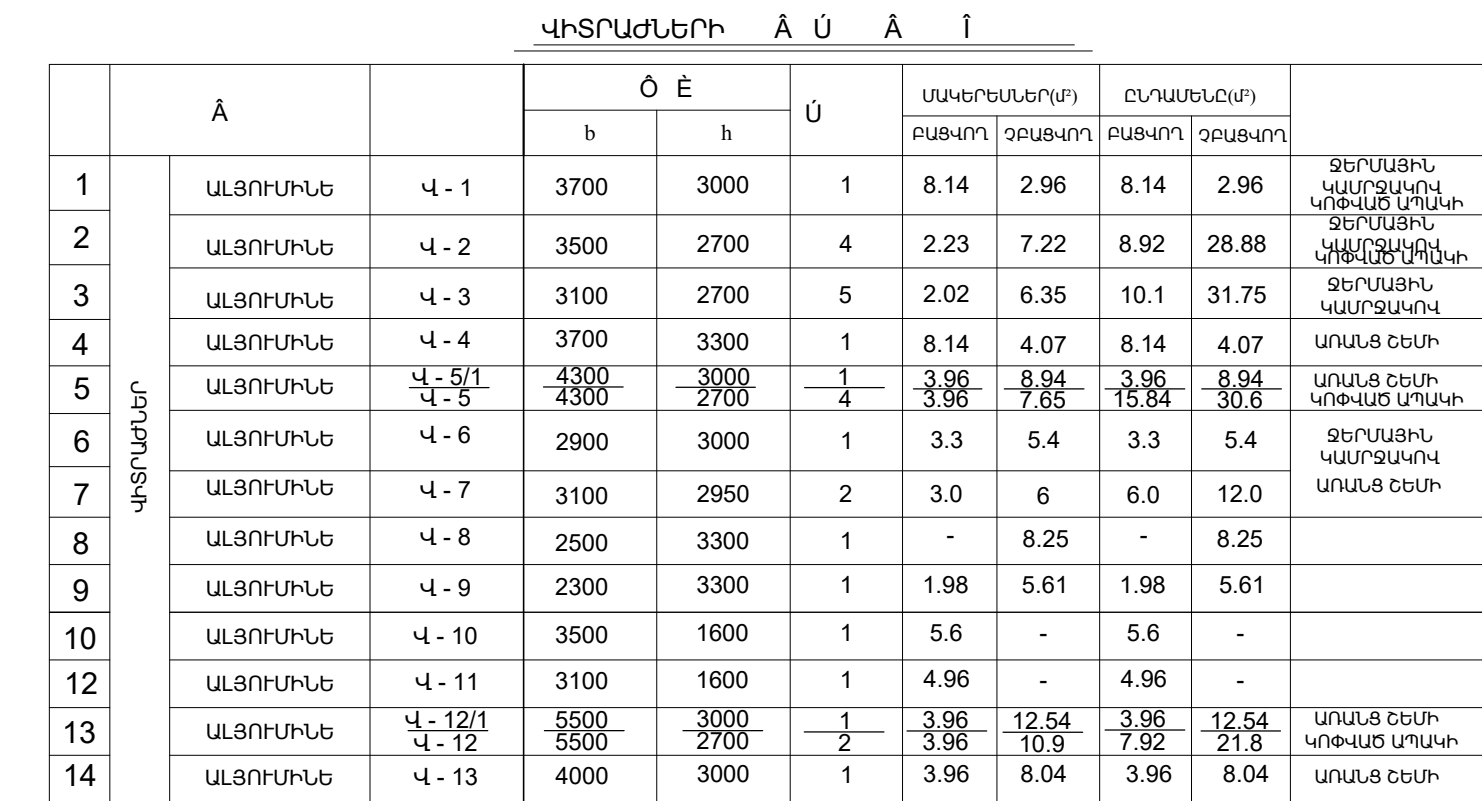 ՎԻՏՐԱԺՆԵՐԻ Â Ú Â Î
Â Ô È Ú ՄԱԿԵՐԵՍՆԵՐ(մ²) ԸՆԴԱՄԵՆԸ(մ²)
b h ԲԱՑՎՈՂ ՉԲԱՑՎՈՂ ԲԱՑՎՈՂ ՉԲԱՑՎՈՂ
ՎԻՏՐԱԺՆԵՐ
1 ԱԼՅՈՒՄԻՆԵ Վ - 1 3700 3000 1 8.14 2.96 8.14 2.96 ՋԵՐՄԱՅԻՆ
ԿԱՄՐՋԱԿՈՎ
ԿՈՓՎԱԾ ԱՊԱԿԻ
2 ԱԼՅՈՒՄԻՆԵ Վ - 2 3500 2700 4 2.23 7.22 8.92 28.88 ՋԵՐՄԱՅԻՆ
ԿԱՄՐՋԱԿՈՎ
ԿՈՓՎԱԾ ԱՊԱԿԻ
3 ԱԼՅՈՒՄԻՆԵ Վ - 3 3100 2700 5 2.02 6.35 10.1 31.75 ՋԵՐՄԱՅԻՆ
ԿԱՄՐՋԱԿՈՎ
4 ԱԼՅՈՒՄԻՆԵ Վ - 4 3700 3300 1 8.14 4.07 8.14 4.07 ԱՌԱՆՑ ՇԵՄԻ
5 ԱԼՅՈՒՄԻՆԵ Վ - 5/1 4300 3000 1 3.96 8.94 3.96 8.94 ԱՌԱՆՑ ՇԵՄԻ
Վ - 5 4300 2700 4 3.96 7.65 15.84 30.6 ԿՈՓՎԱԾ ԱՊԱԿԻ
6 ԱԼՅՈՒՄԻՆԵ Վ - 6 2900 3000 1 3.3 5.4 3.3 5.4 ՋԵՐՄԱՅԻՆ
ԿԱՄՐՋԱԿՈՎ
7 ԱԼՅՈՒՄԻՆԵ Վ - 7 3100 2950 2 3.0 6 6.0 12.0 ԱՌԱՆՑ ՇԵՄԻ
8 ԱԼՅՈՒՄԻՆԵ Վ - 8 2500 3300 1 - 8.25 - 8.25
9 ԱԼՅՈՒՄԻՆԵ Վ - 9 2300 3300 1 1.98 5.61 1.98 5.61
10 ԱԼՅՈՒՄԻՆԵ Վ - 10 3500 1600 1 5.6 - 5.6 -
12 ԱԼՅՈՒՄԻՆԵ Վ - 11 3100 1600 1 4.96 - 4.96 -
13 ԱԼՅՈՒՄԻՆԵ Վ - 12/1 5500 3000 1 3.96 12.54 3.96 12.54 ԱՌԱՆՑ ՇԵՄԻ
Վ - 12 5500 2700 2 3.96 10.9 7.92 21.8 ԿՈՓՎԱԾ ԱՊԱԿԻ
14 ԱԼՅՈՒՄԻՆԵ Վ - 13 4000 3000 1 3.96 8.04 3.96 8.04 ԱՌԱՆՑ ՇԵՄԻ